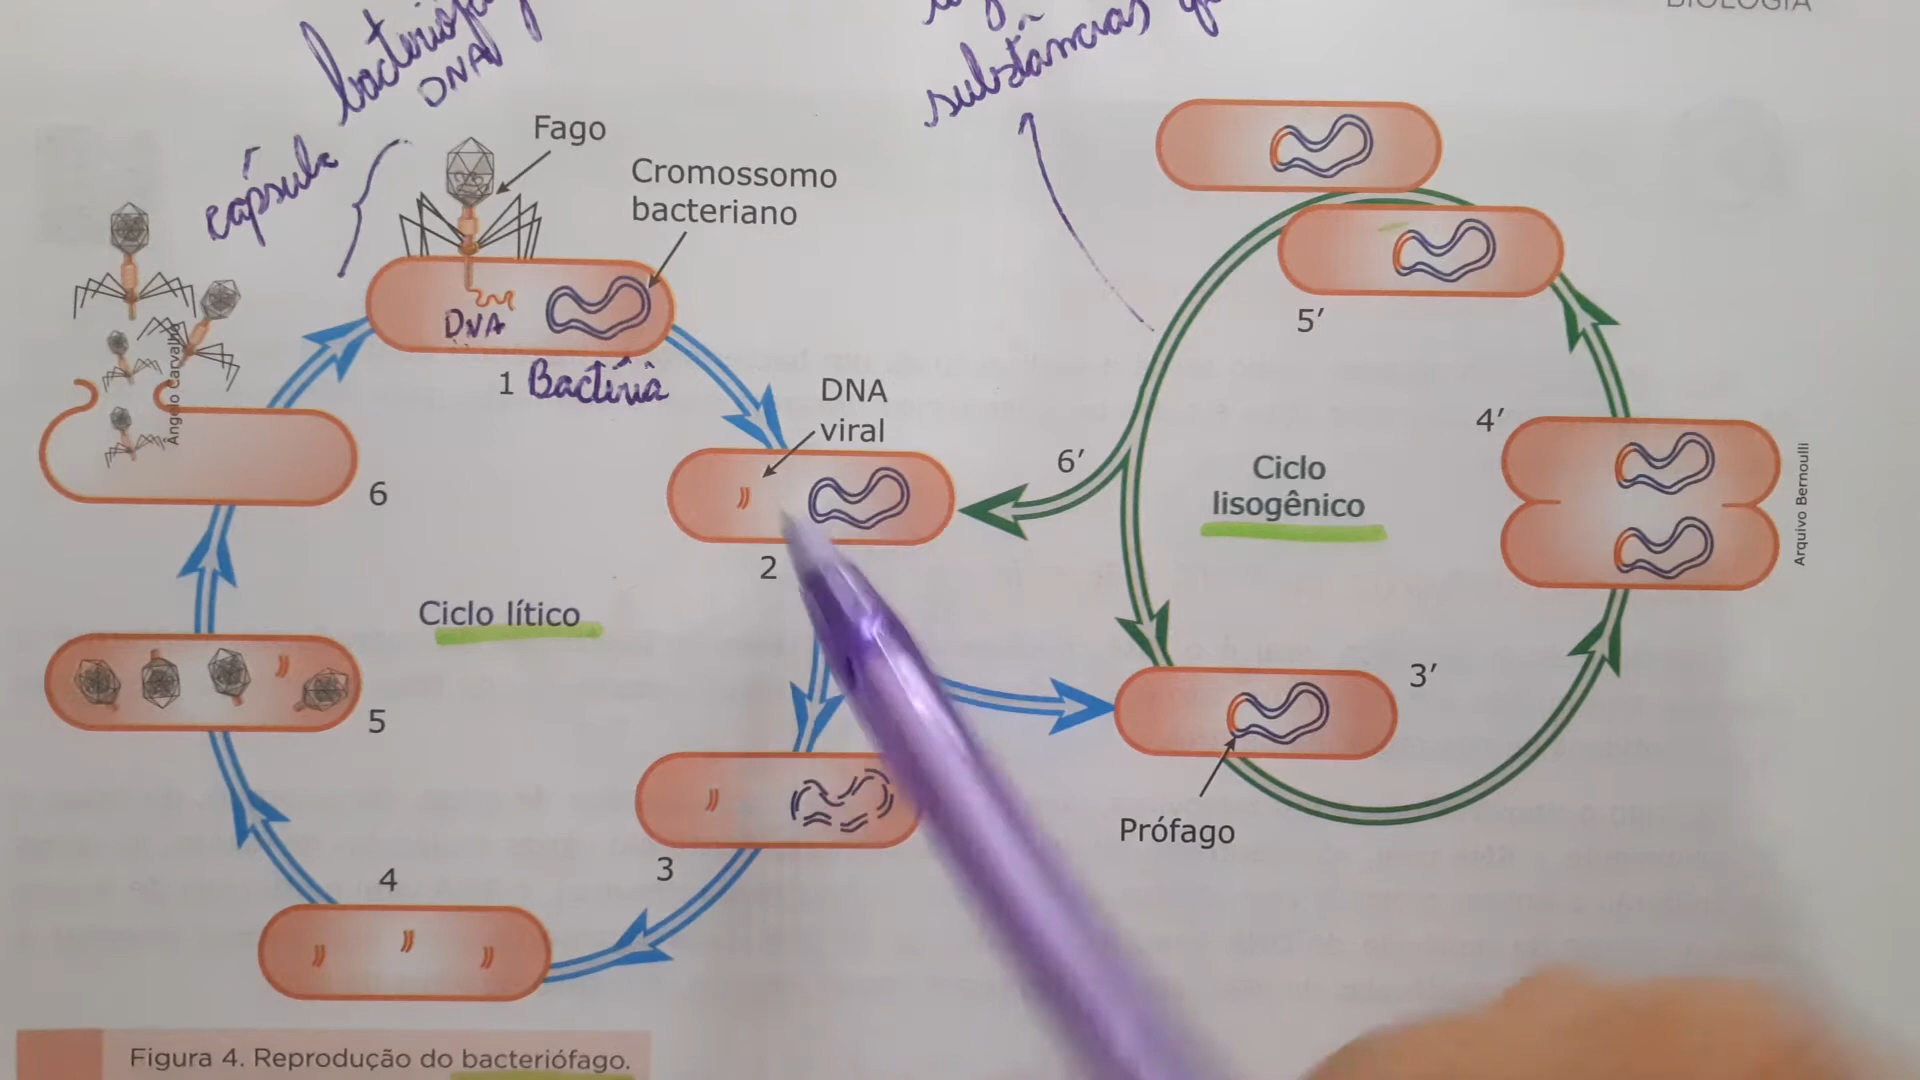 BIOLOGIA
bacteriófa
DNA
substâncias
cápsula
Fago
Cromossomo
bacteriano
DNA
1 Bactéria
DNA
viral
2
3
4
5
6
Ciclo lítico
Ângelo Carvalho
5′
4′
6′
Ciclo
lisogênico
3′
Prófago
Arquivo Bernoulli
Figura 4. Reprodução do bacteriófago.